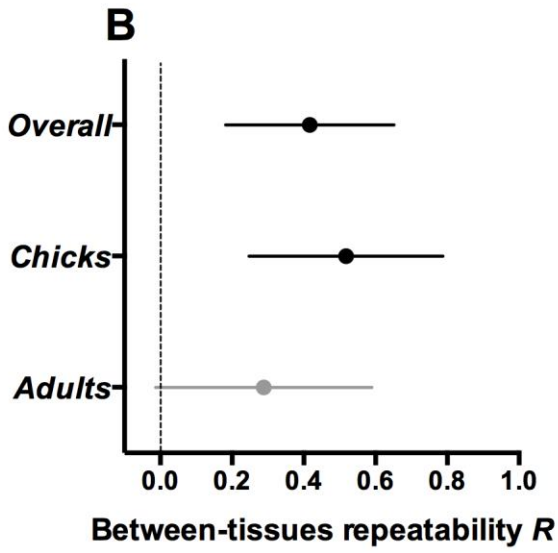 B
Overall
Chicks
Adults
0.0 0.2 0.4 0.6 0.8 1.0
Between-tissues repeatability R